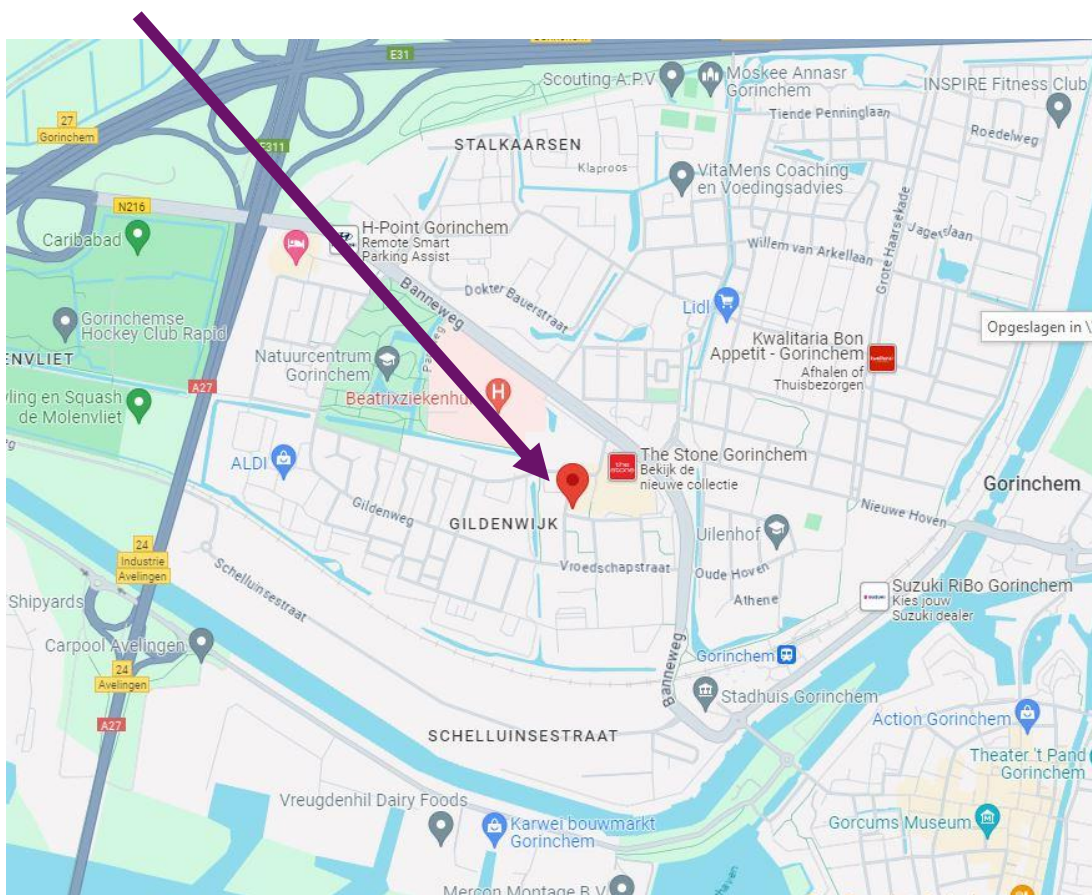 E31
Scouting A.P.V
Moskee Annasr
Gorinchem
INSPIRE Fitness Club
27
Gorinchem
Tiende Penninglaan
Roedelweg
E311
STALKAARSEN
Klaproos
VitaMens Coaching
en Voedingsadvies
N216
Caribabad
H-Point Gorinchem
Remote Smart
Parking Assist
Grote Haarsekade
Willem van Arkellaan
Banneweg
Dokter Bauerstraat
Lidl
Gorinchemse
Hockey Club Rapid
Opgeslagen in
Kwalitaria Bon
Appetit - Gorinchem
Afhalen of
Thuisbezorgen
Natuurcentrum
Gorinchem
A27
H
de Molenvliet
ALDI
the
stone
The Stone Gorinchem
Bekijk de
nieuwe collectie
Gorinchem
Gildenweg
GILDENWIJK
Nieuwe Hoven
Uilenhof
24
Industrie
Avelingen
Schelluinsestraat
Vroedschapstraat
Oude Hoven
Athene
Shipyards
Suzuki RiBo Gorinchem
Kies jouw
Suzuki dealer
Carpool Avelingen
24
Avelingen
Gorinchem
Banneweg
Stadhuis Gorinchem
A27
SCHELLUINSESTRAAT
Action Gorinchem
Theater 't Pand
Gorinchem
Vreugdenhil Dairy Foods
Karwei bouwmarkt
Gorinchem
Gorcums Museum
Mercon Montage B.V